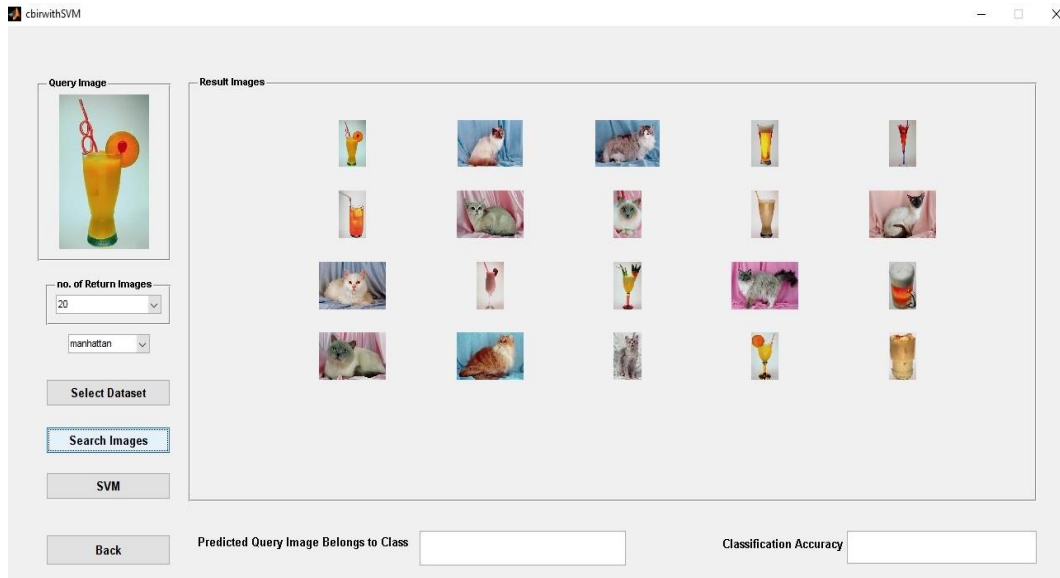 cbirwithSVM
Query Image
Result Images
no. of Return Images
20
manhattan
Select Dataset
Search Images
SVM
Back
Predicted Query Image Belongs to Class
Classification Accuracy